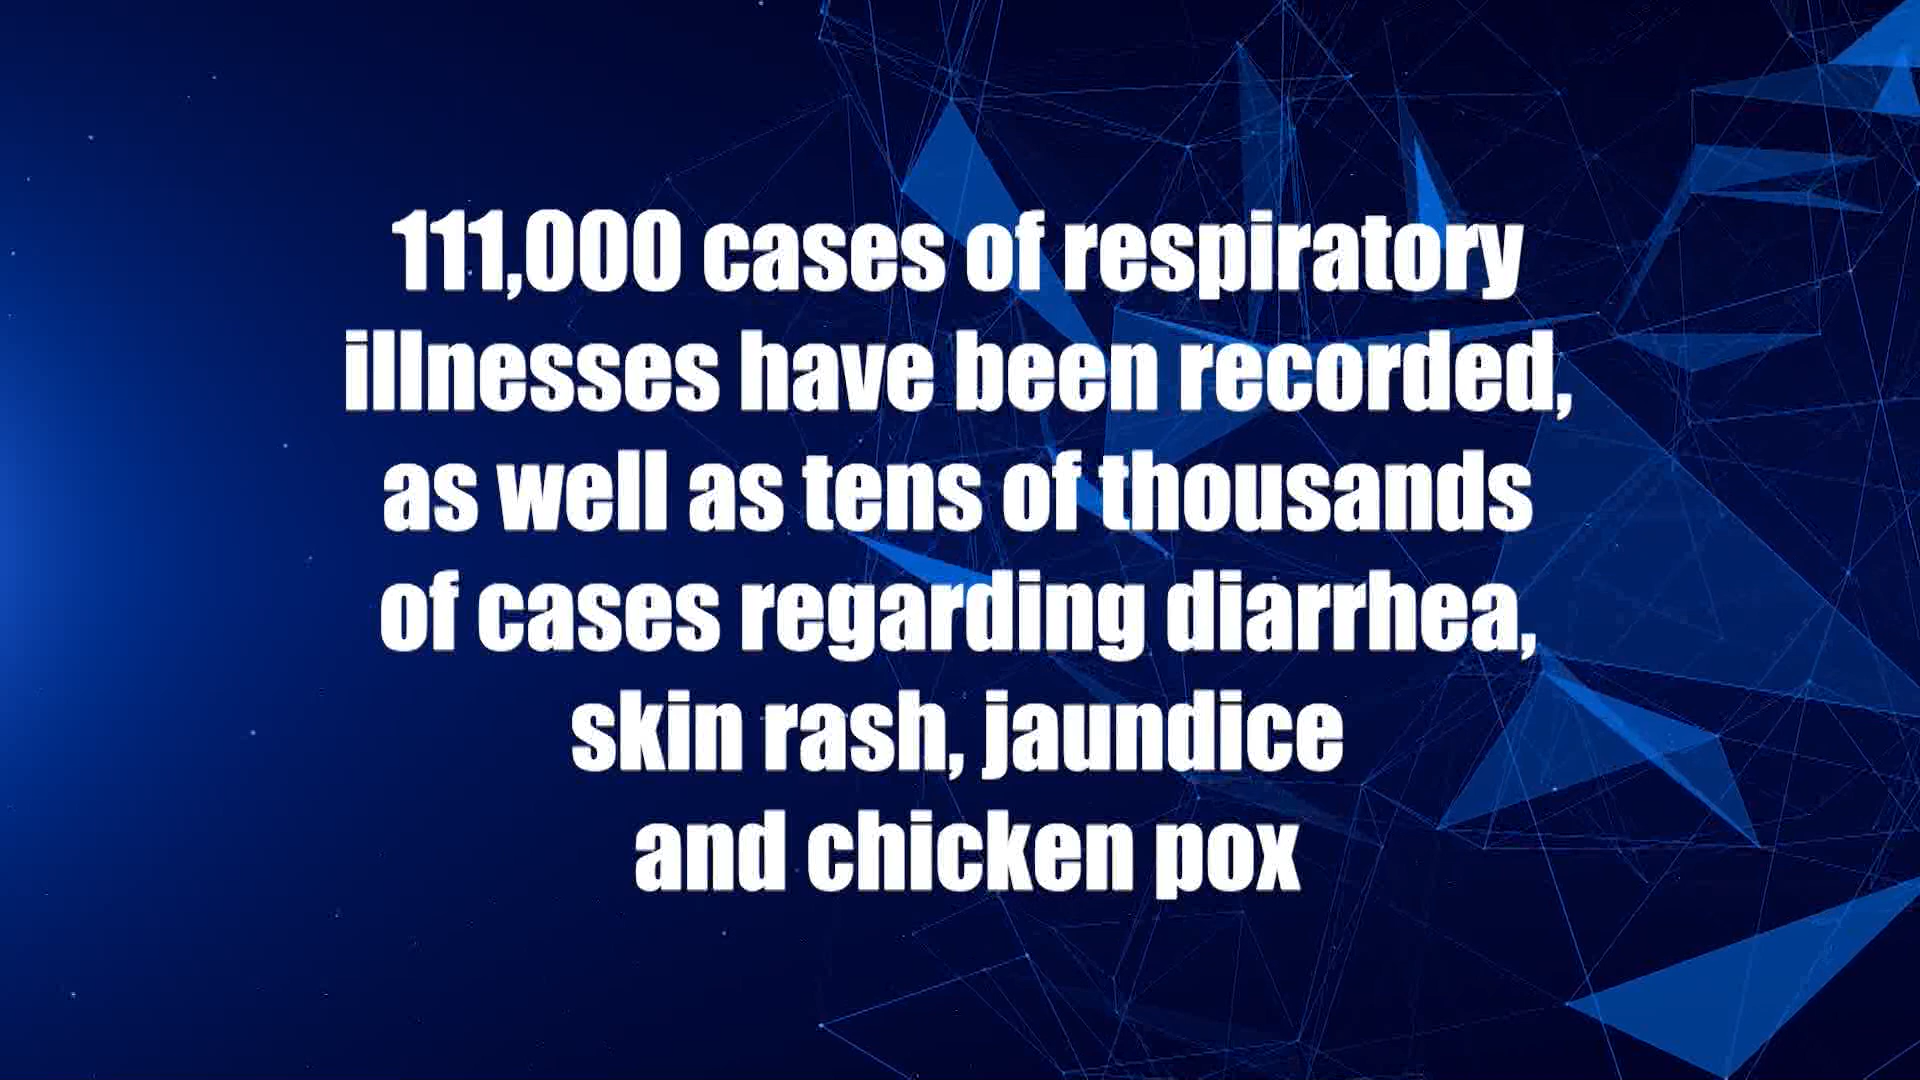 111,000 cases of respiratory
illnesses have been recorded,
as well as tens of thousands
of cases regarding diarrhea,
skin rash, jaundice
and chicken pox